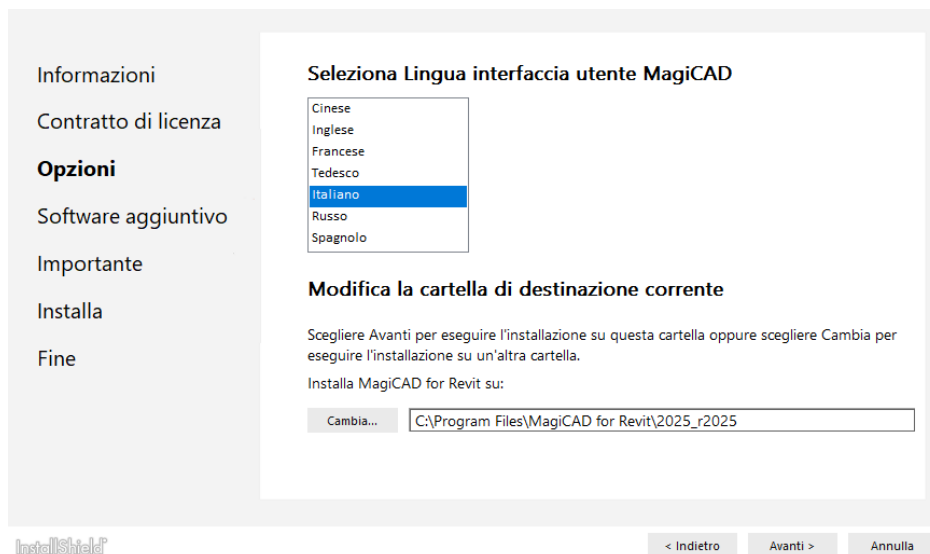 Informazioni
Contratto di licenza
Opzioni
Software aggiuntivo
Importante
Installa
Fine
Seleziona Lingua interfaccia utente MagiCAD
Cinese
Inglese
Francese
Tedesco
Italiano
Russo
Spagnolo
Modifica la cartella di destinazione corrente
Scegliere Avanti per eseguire l'installazione su questa cartella oppure scegliere Cambia per
eseguire l'installazione su un'altra cartella.
Installa MagiCAD for Revit su:
Cambia... C:\Program Files\MagiCAD for Revit\2025_r2025
InstallShield
< Indietro Avanti > Annulla